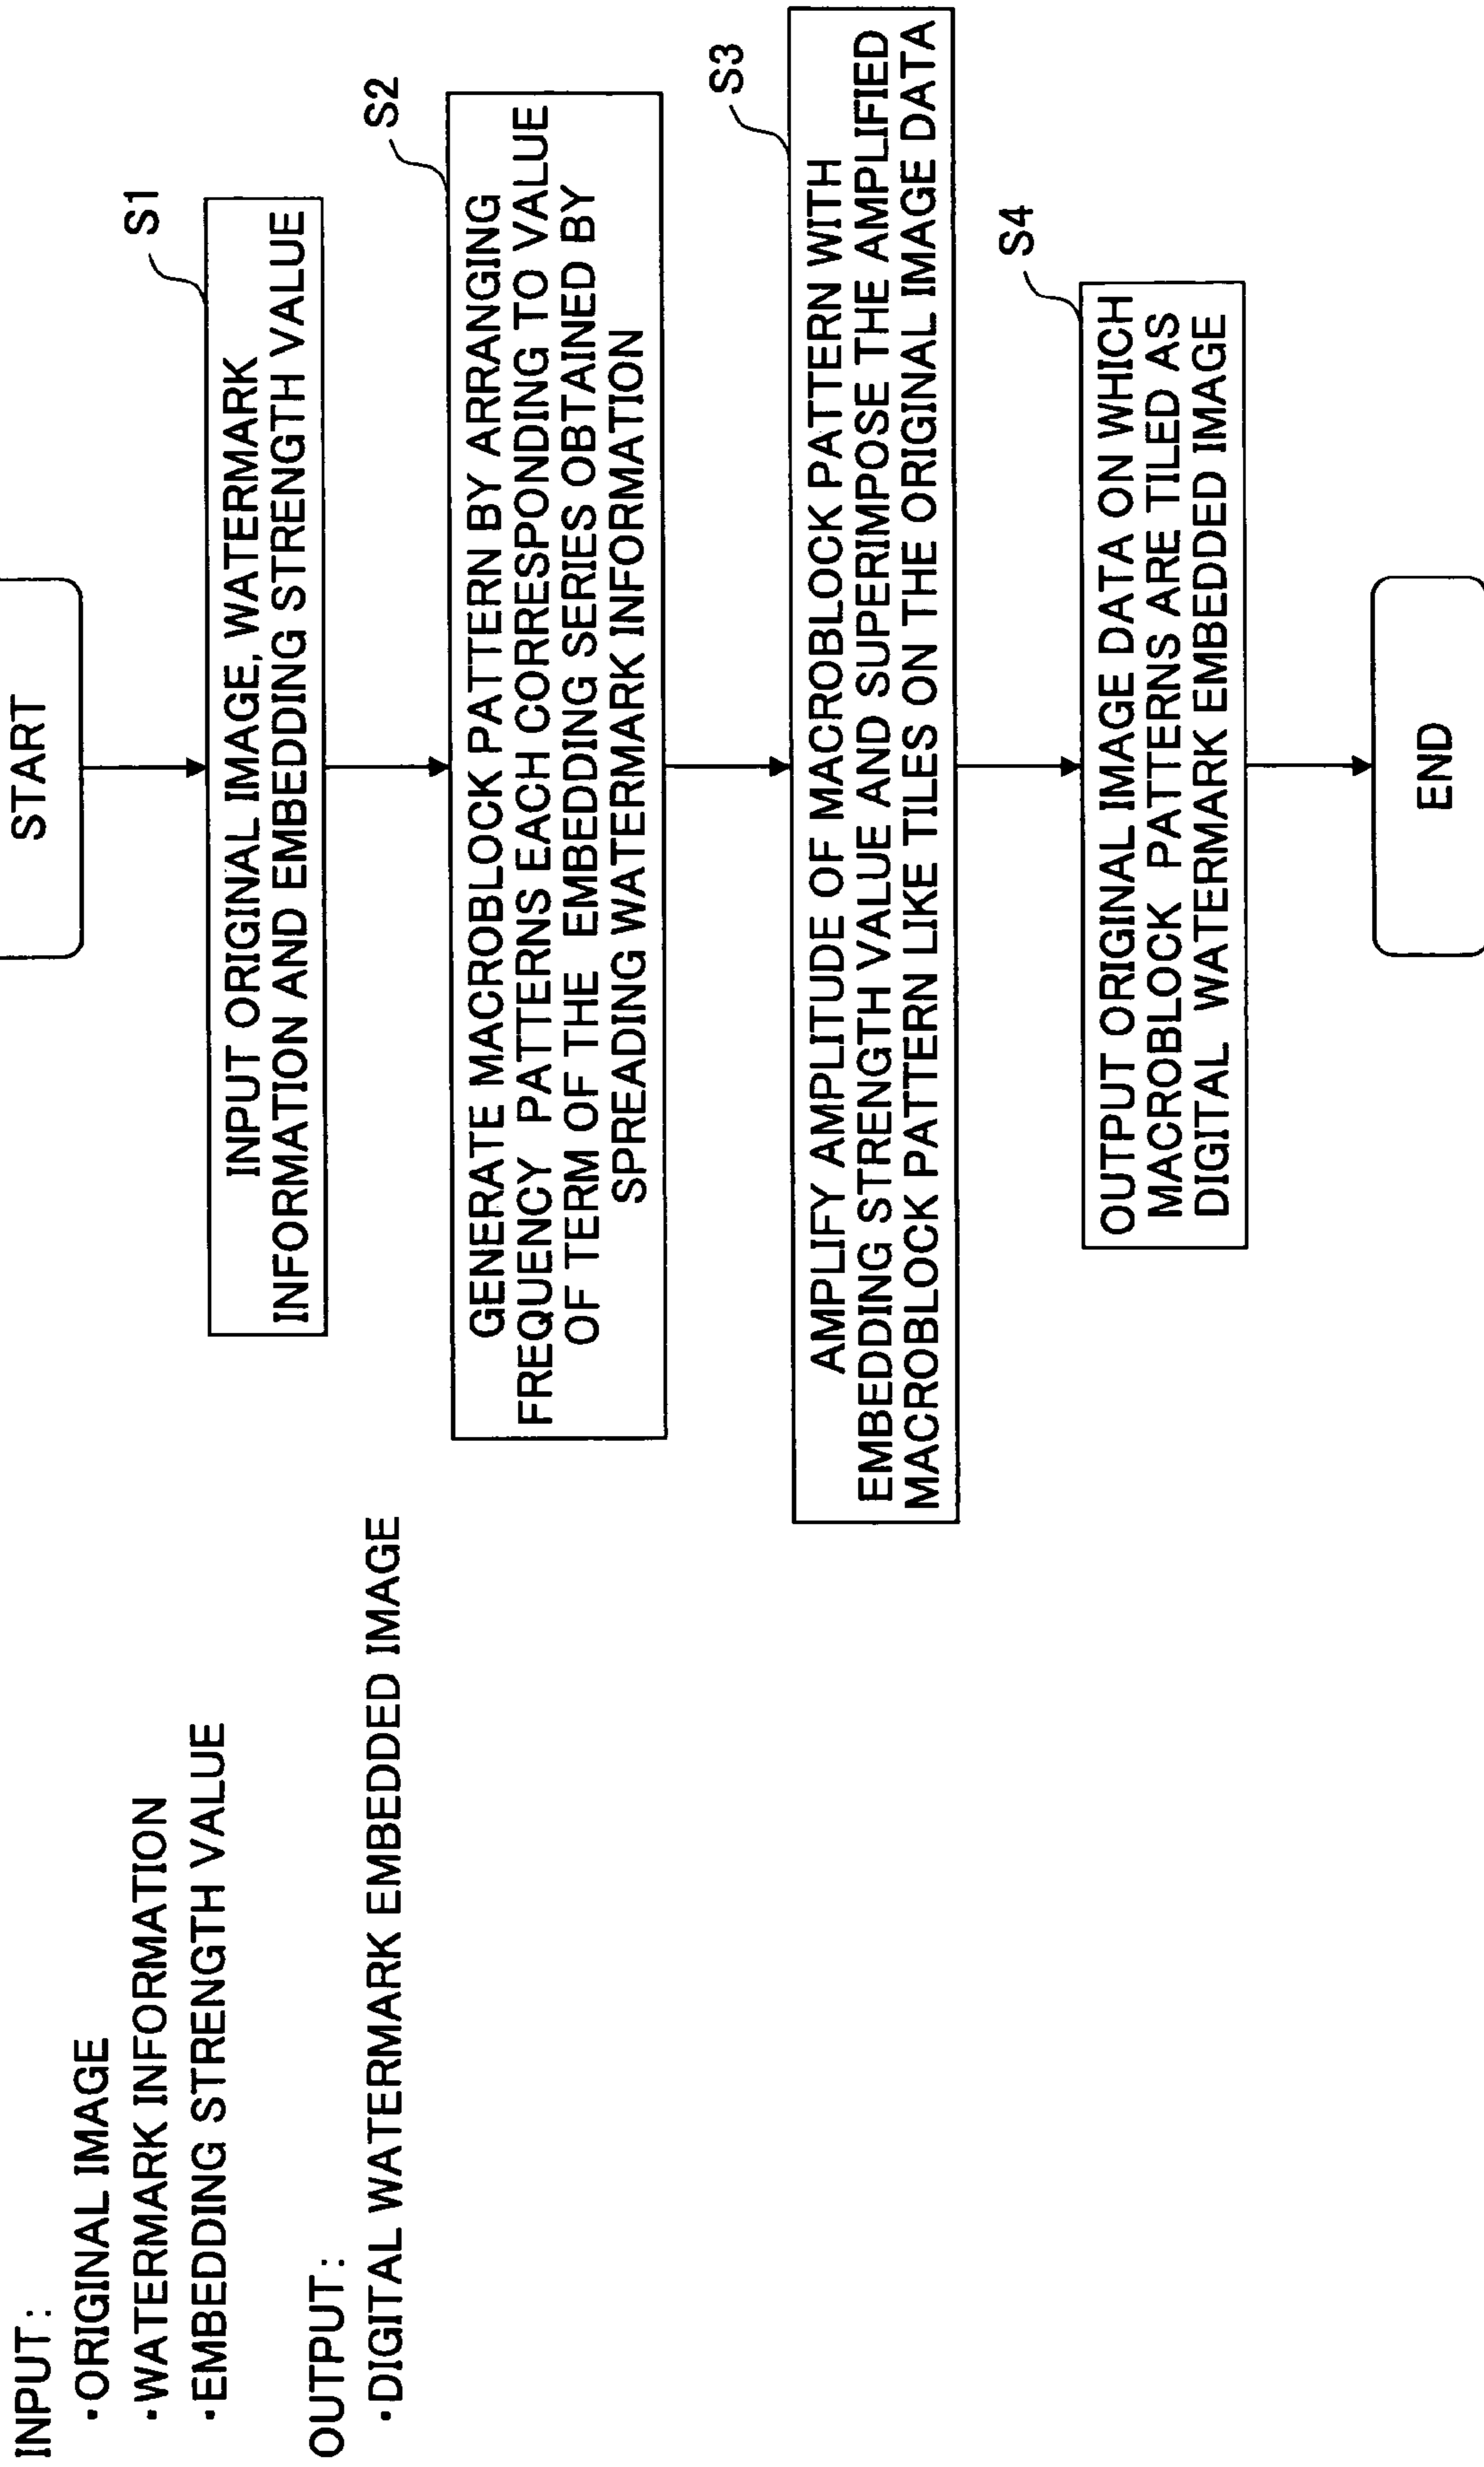 INPUT:
・ORIGINAL IMAGE
・WATERMARK INFORMATION
・EMBEDDING STRENGTH VALUE
OUTPUT:
・DIGITAL WATERMARK EMBEDDED IMAGE
START
S1
INPUT ORIGINAL IMAGE, WATERMARK
INFORMATION AND EMBEDDING STRENGTH VALUE
S2
GENERATE MACROBLOCK PATTERN BY ARRANGING
FREQUENCY PATTERNS EACH CORRESPONDING TO VALUE
OF TERM OF THE EMBEDDING SERIES OBTAINED BY
SPREADING WATERMARK INFORMATION
S3
AMPLIFY AMPLITUDE OF MACROBLOCK PATTERN WITH
EMBEDDING STRENGTH VALUE AND SUPERIMPOSE THE AMPLIFIED
MACROBLOCK PATTERN LIKE TILES ON THE ORIGINAL IMAGE DATA
S4
OUTPUT ORIGINAL IMAGE DATA ON WHICH
MACROBLOCK PATTERNS ARE TILED AS
DIGITAL WATERMARK EMBEDDED IMAGE
END